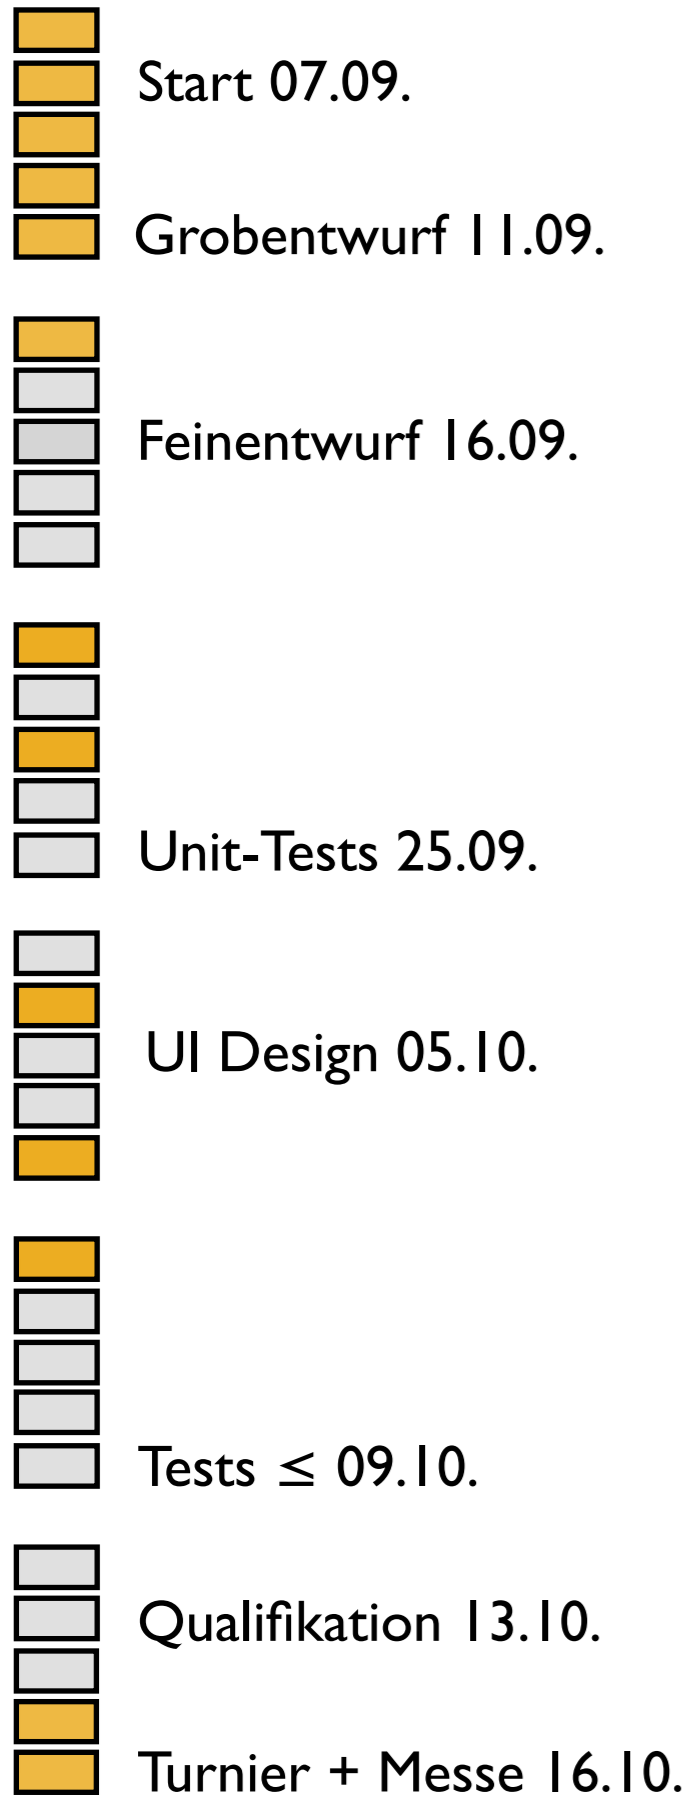 Start 07.09.
Grobentwurf 11.09.
Feinentwurf 16.09.
Unit-Tests 25.09.
UI Design 05.10.
Tests ≤ 09.10.
Qualifikation 13.10.
Turnier + Messe 16.10.